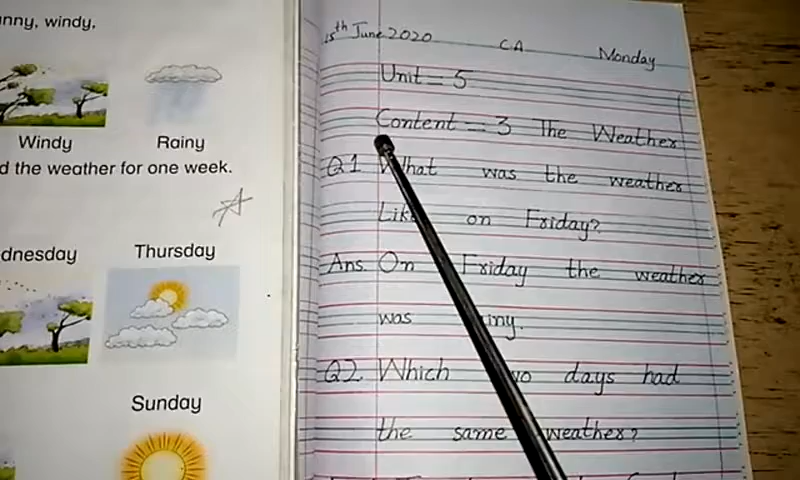 nny, windy,
Windy
Rainy
d the weather for one week.
dnesday
Thursday
Sunday
15th June 2020 CA Monday
Unit = 5
Content = 3 The Weather
Q1 What was the weather
Like on Friday?
Ans. On Friday the weather
was iny.
Q2. Which wo days had
the same weather?